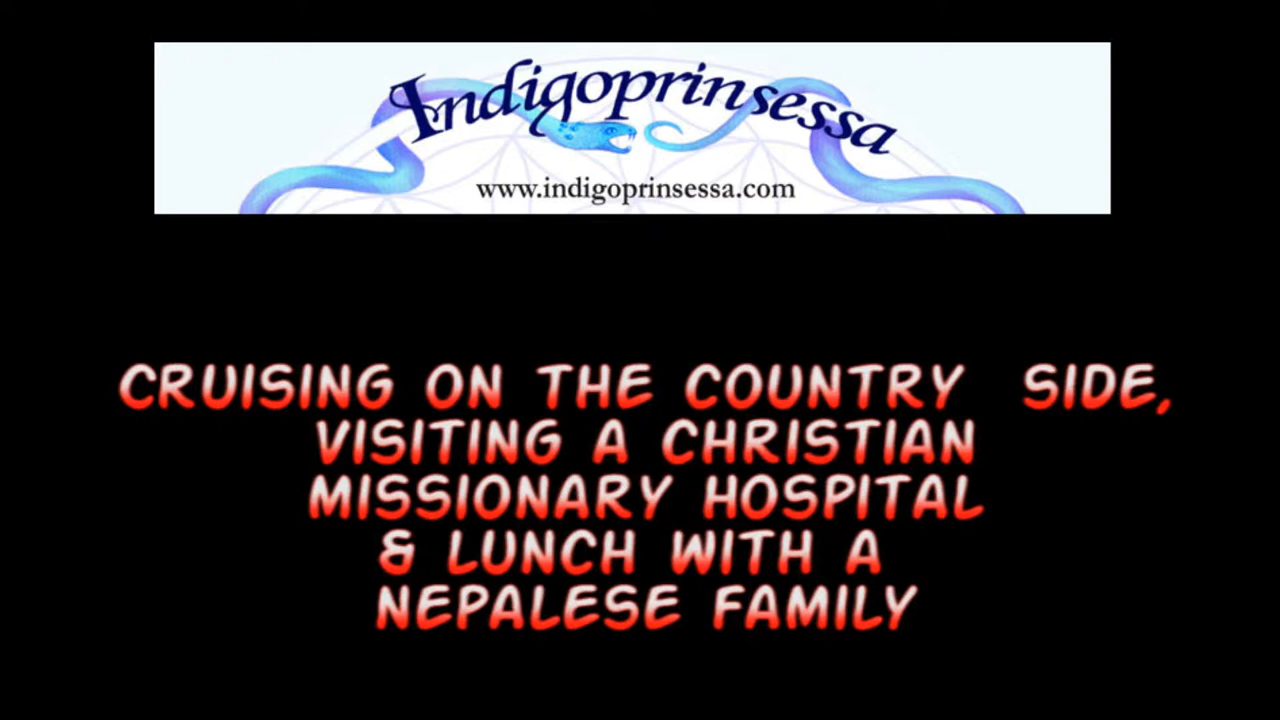 Indigoprinsessa
www.indigoprinsessa.com
CRUISING ON THE COUNTRY SIDE,
VISITING A CHRISTIAN
MISSIONARY HOSPITAL
& LUNCH WITH A
NEPALESE FAMILY